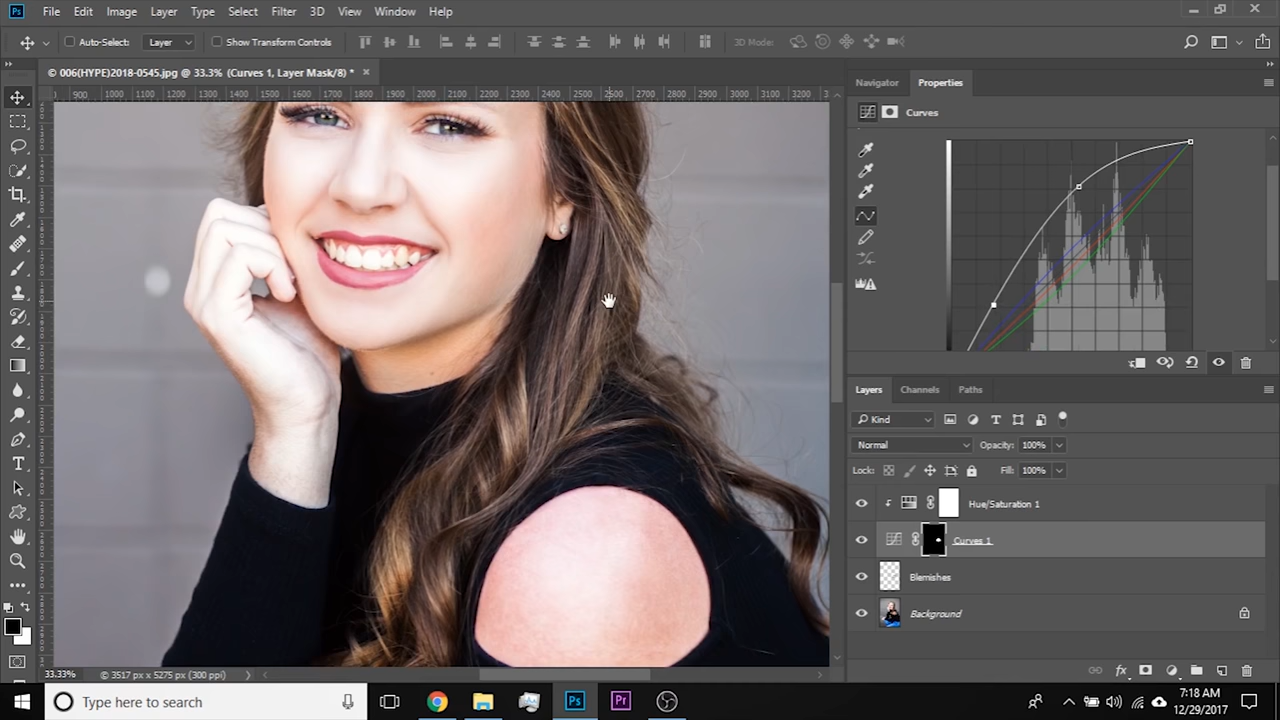 Ps File Edit Image Layer Type Select Filter 3D View Window Help
Auto-Select: Layer Show Transform Controls 3D Mode:
© 006(HYPE)2018-0545.jpg @ 33.3% (Curves 1, Layer Mask/8) * ×
900 1000 1100 1200 1300 1400 1500 1600 1700 1800 1900 2000 2100 2200 2300 2400 2500 2600 2700 2800 2900 3000 3100 3200
Navigator Properties
Curves
Layers Channels Paths
Kind
Normal Opacity: 100%
Lock: Fill: 100%
Hue/Saturation 1
Curves 1
Blemishes
Background
33.33% © 3517 px x 5275 px (300 ppi)
Type here to search
Ps Pr
7:18 AM
12/29/2017